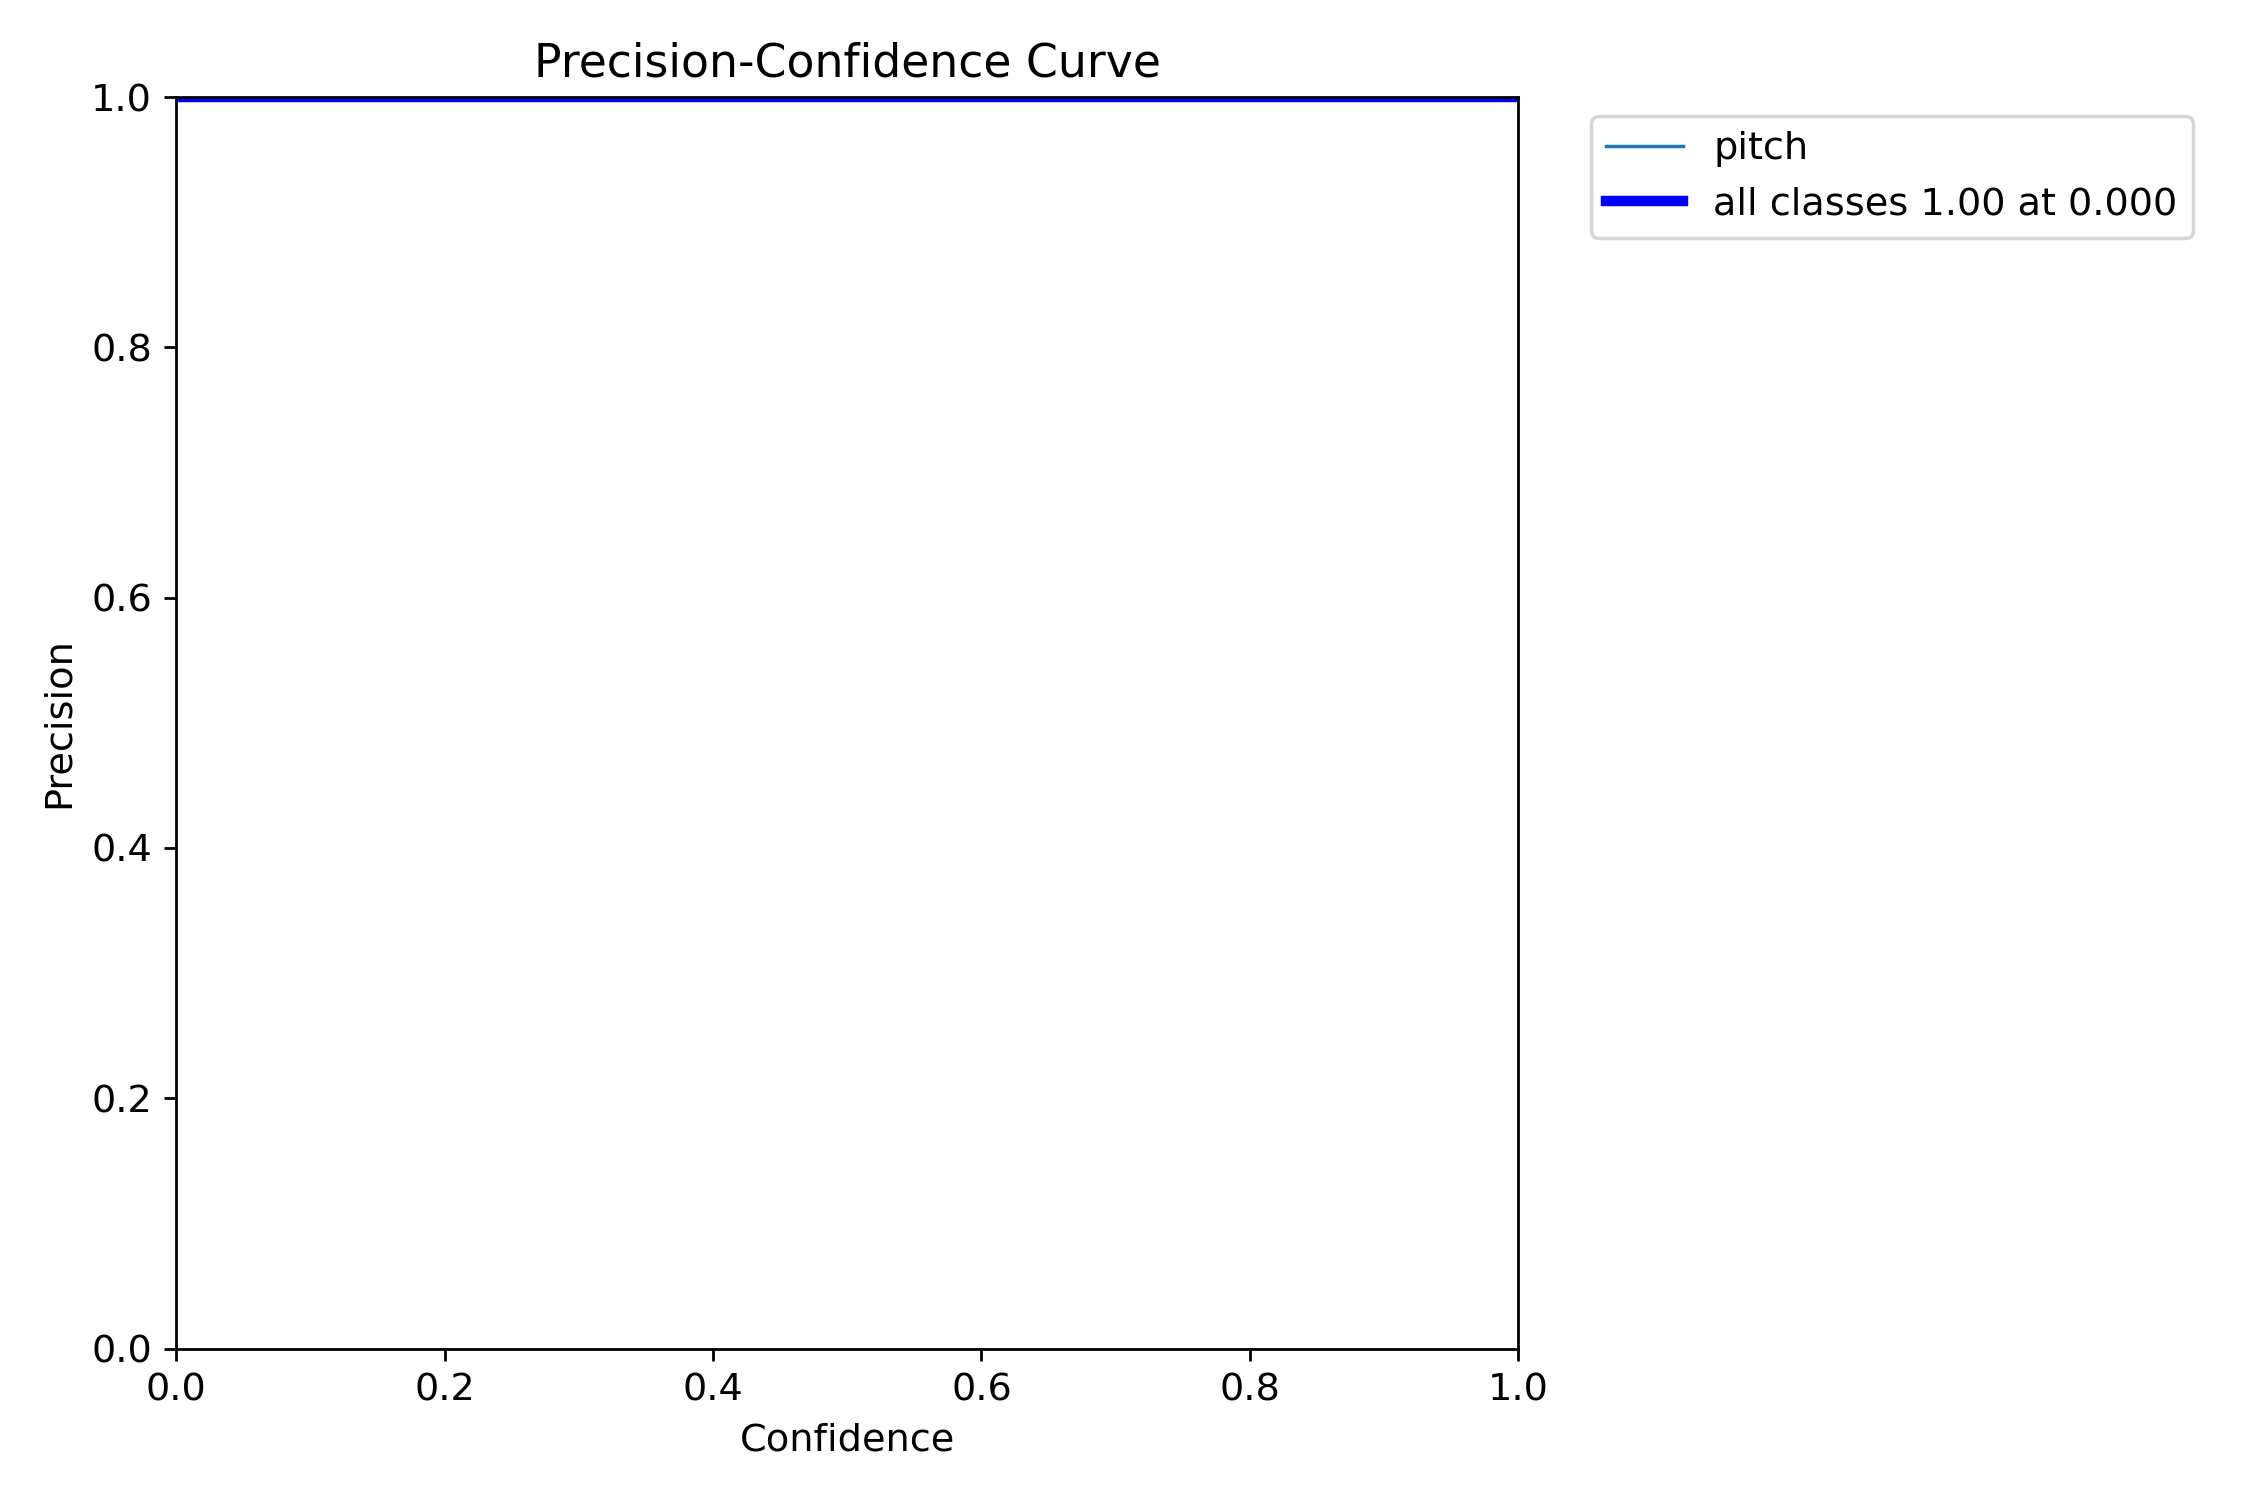 Precision-Confidence Curve
1.0
0.8
0.6
0.4
0.2
0.0
Precision
0.0 0.2 0.4 0.6 0.8 1.0
Confidence
pitch
all classes 1.00 at 0.000